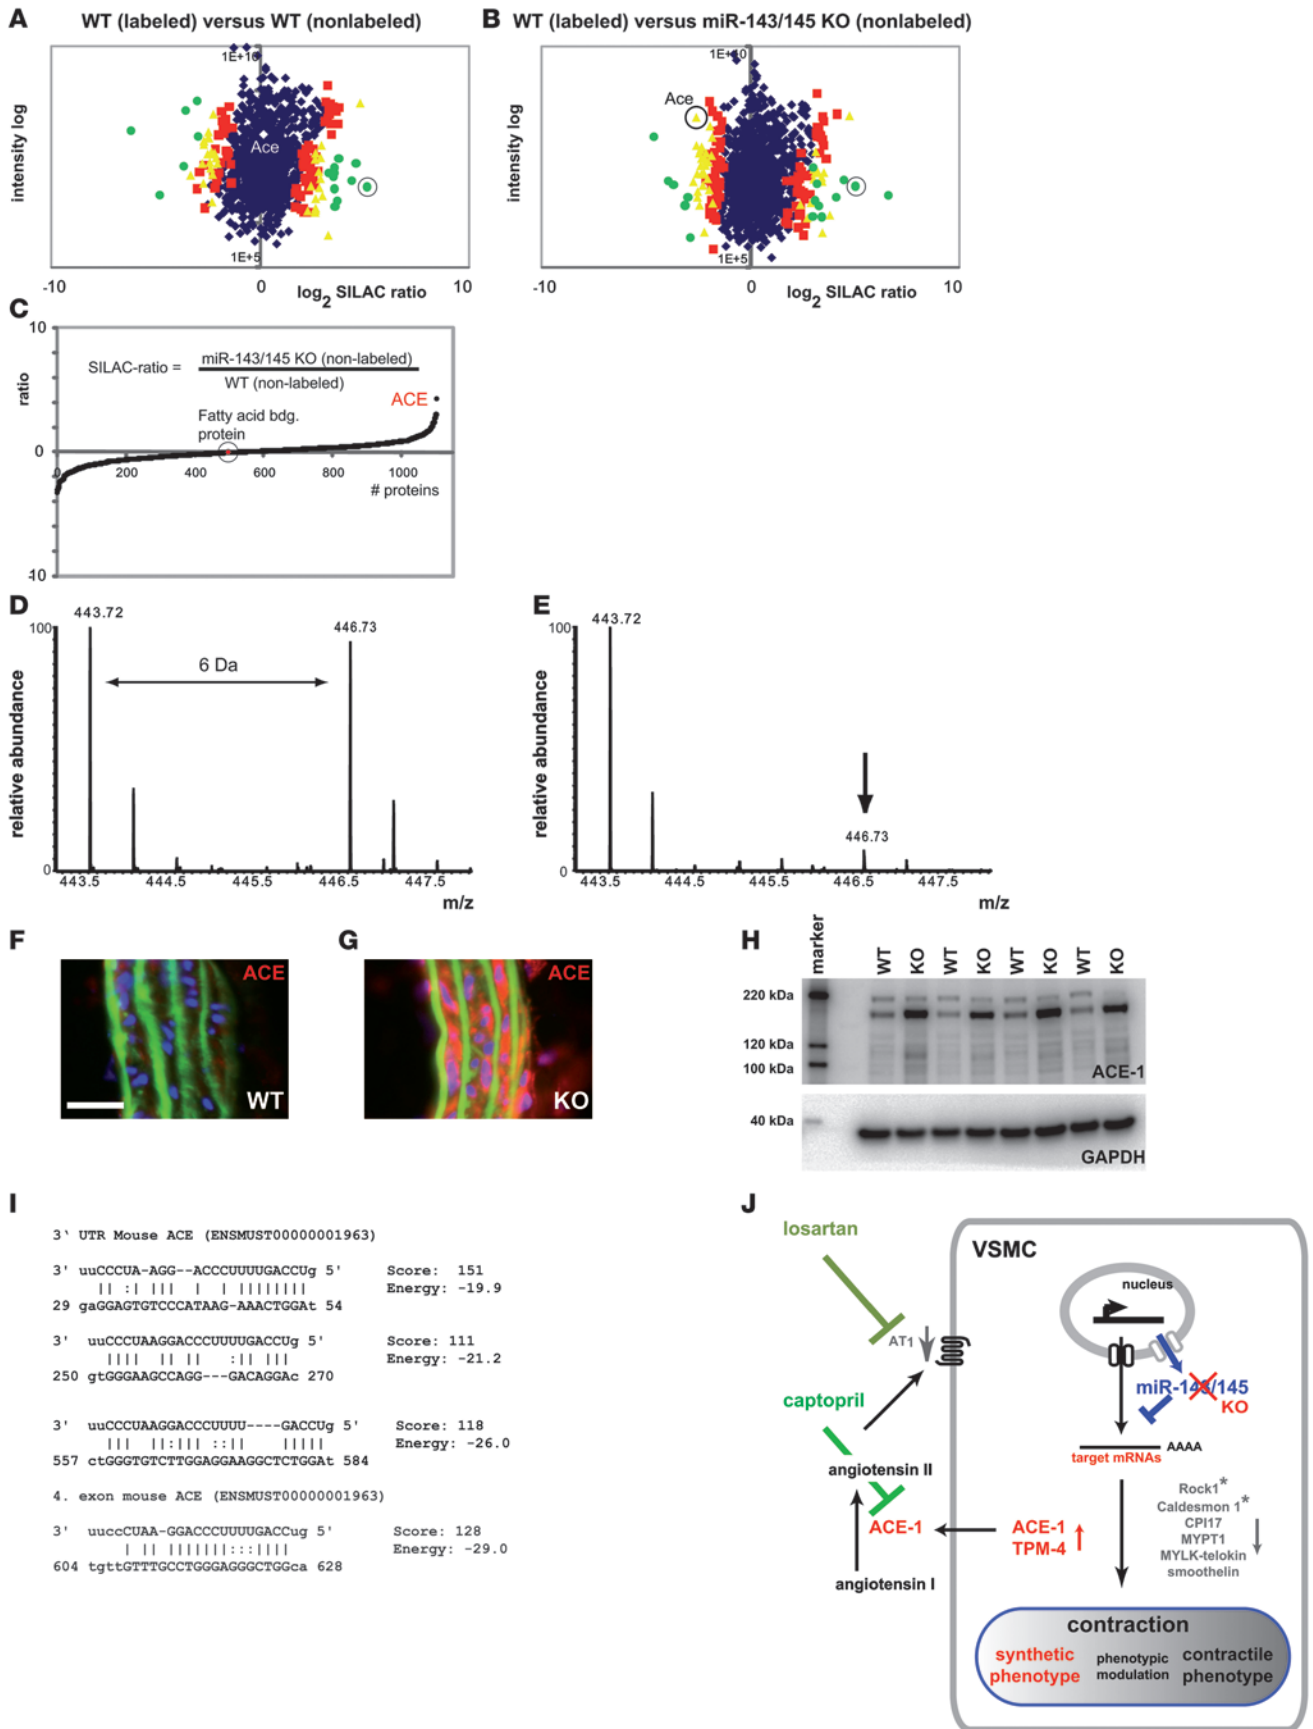 A WT (labeled) versus WT (nonlabeled)
intensity log
1E+10
Ace
1E+5
-10 0 10
log2 SILAC ratio
B WT (labeled) versus miR-143/145 KO (nonlabeled)
intensity log
1E+10
Ace
1E+5
-10 0 10
log2 SILAC ratio
C
ratio
10
SILAC-ratio = miR-143/145 KO (non-labeled)
WT (non-labeled)
ACE
Fatty acid bdg.
protein
0
0 200 400 600 800 1000
# proteins
-10
D
443.72
446.73
100
6 Da
relative abundance
0
443.5 444.5 445.5 446.5 447.5
m/z
E
443.72
100
relative abundance
446.73
0
443.5 444.5 445.5 446.5 447.5
m/z
F
ACE
WT
G
ACE
KO
H
marker WT KO WT KO WT KO WT KO
220 kDa
120 kDa
100 kDa
ACE-1
40 kDa
GAPDH
I
3' UTR Mouse ACE (ENSMUST00000001963)
3' uuCCCUA-AGG--ACCCUUUUGACCUg 5' Score: 151
|| :| ||| | | |||||||| Energy: -19.9
29 gaGGAGTGTCCCATAAG-AAACTGGAt 54
3' uuCCCUAAGGACCCUUUUGACCUg 5' Score: 111
|||| || || :|| ||| Energy: -21.2
250 gtGGGAAGCCAGG---GACAGGAc 270
3' uuCCCUAAGGACCCUUUU----GACCUg 5' Score: 118
||| ||:||| ::|| ||||| Energy: -26.0
557 ctGGGTGTCTTGGAGGAAGGCTCTGGAt 584
4. exon mouse ACE (ENSMUST00000001963)
3' uuccCUAA-GGACCCUUUUGACCug 5' Score: 128
| || |||||||:::|||| Energy: -29.0
604 tgttGTTTGCCTGGGAGGGCTGGca 628
J
losartan
VSMC
nucleus
AT1
miR-143/145
KO
captopril
AAAA
target mRNAs
angiotensin II
Rock1*
Caldesmon 1*
CPI17
MYPT1
MYLK-telokin
smoothelin
ACE-1
ACE-1
TPM-4
angiotensin I
contraction
synthetic
phenotype
phenotypic
modulation
contractile
phenotype